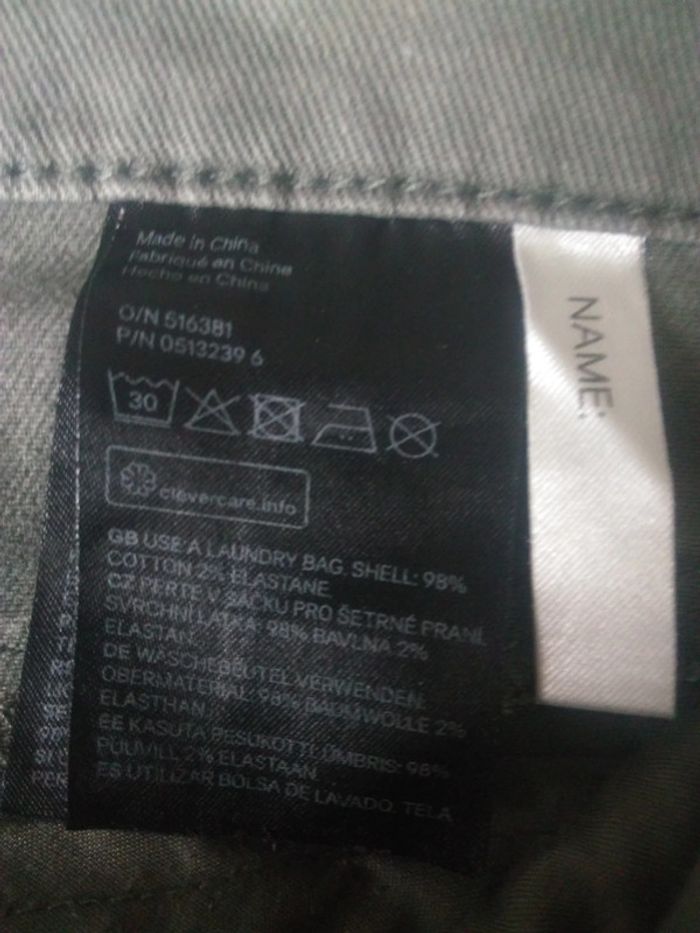 Made in China
Fabriqué en Chine
Hecho en China
O/N 516381
P/N 0513239 6
30
clevercare.info
GB USE A LAUNDRY BAG. SHELL: 98%
COTTON 2% ELASTANE
CZ PERTE V SÁČKU PRO ŠETRNÉ PRANÍ.
SVRCHNÍ LÁTKA: 98% BAVLNA 2%
ELASTAN
DE WÄSCHEBEUTEL VERWENDEN.
OBERMATERIAL: 98% BAUMWOLLE 2%
ELASTHAN
EE KASUTA PESUKOTTI. ÜMBRIS: 98%
PUUVILL 2% ELASTAAN
ES UTILIZAR BOLSA DE LAVADO. TELA
NAME: